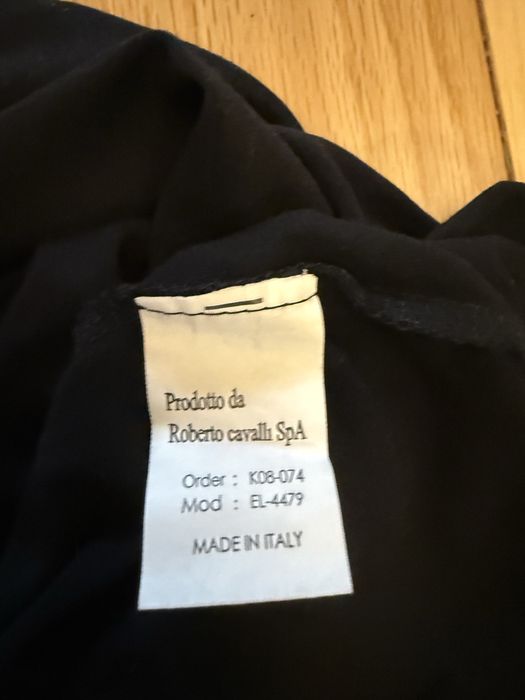 Prodotto da
Roberto cavalli SpA
Order : K08-074
Mod : EL-4479
MADE IN ITALY